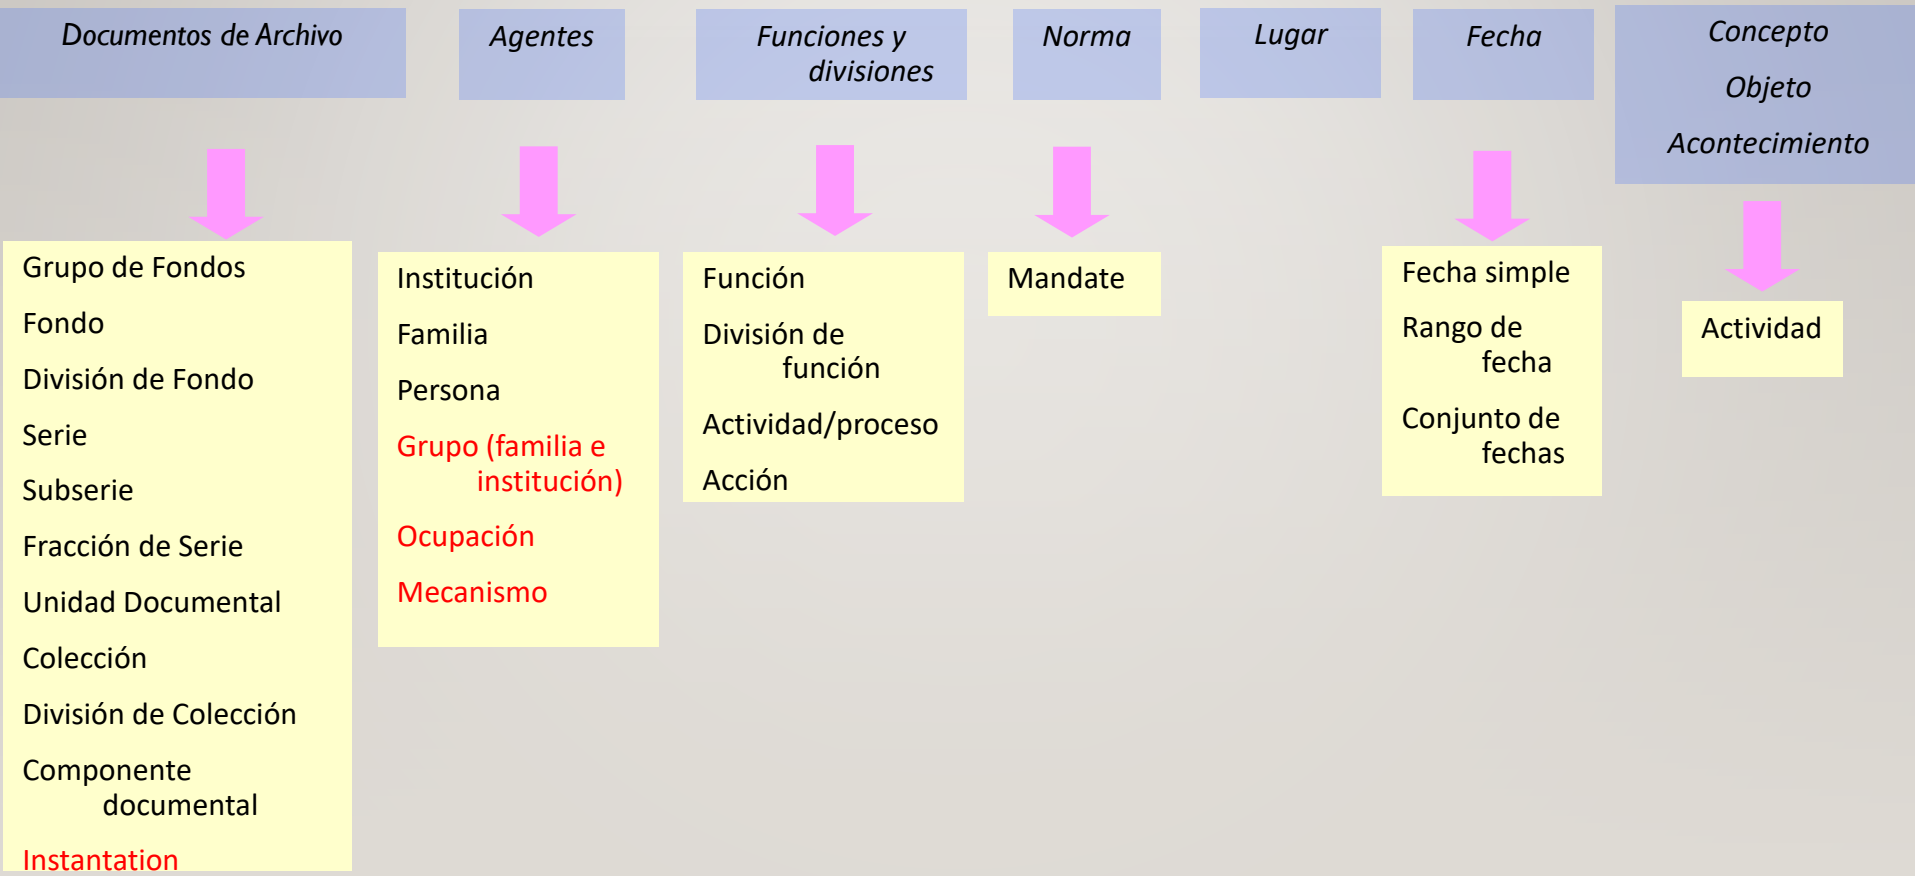 Documentos de Archivo
Agentes
Funciones y
divisiones
Norma
Lugar
Fecha
Concepto
Objeto
Acontecimiento
Grupo de Fondos
Fondo
División de Fondo
Serie
Subserie
Fracción de Serie
Unidad Documental
Colección
División de Colección
Componente
documental
Instantation
Institución
Familia
Persona
Grupo (familia e
institución)
Ocupación
Mecanismo
Función
División de
función
Actividad/proceso
Acción
Mandate
Fecha simple
Rango de
fecha
Conjunto de
fechas
Actividad